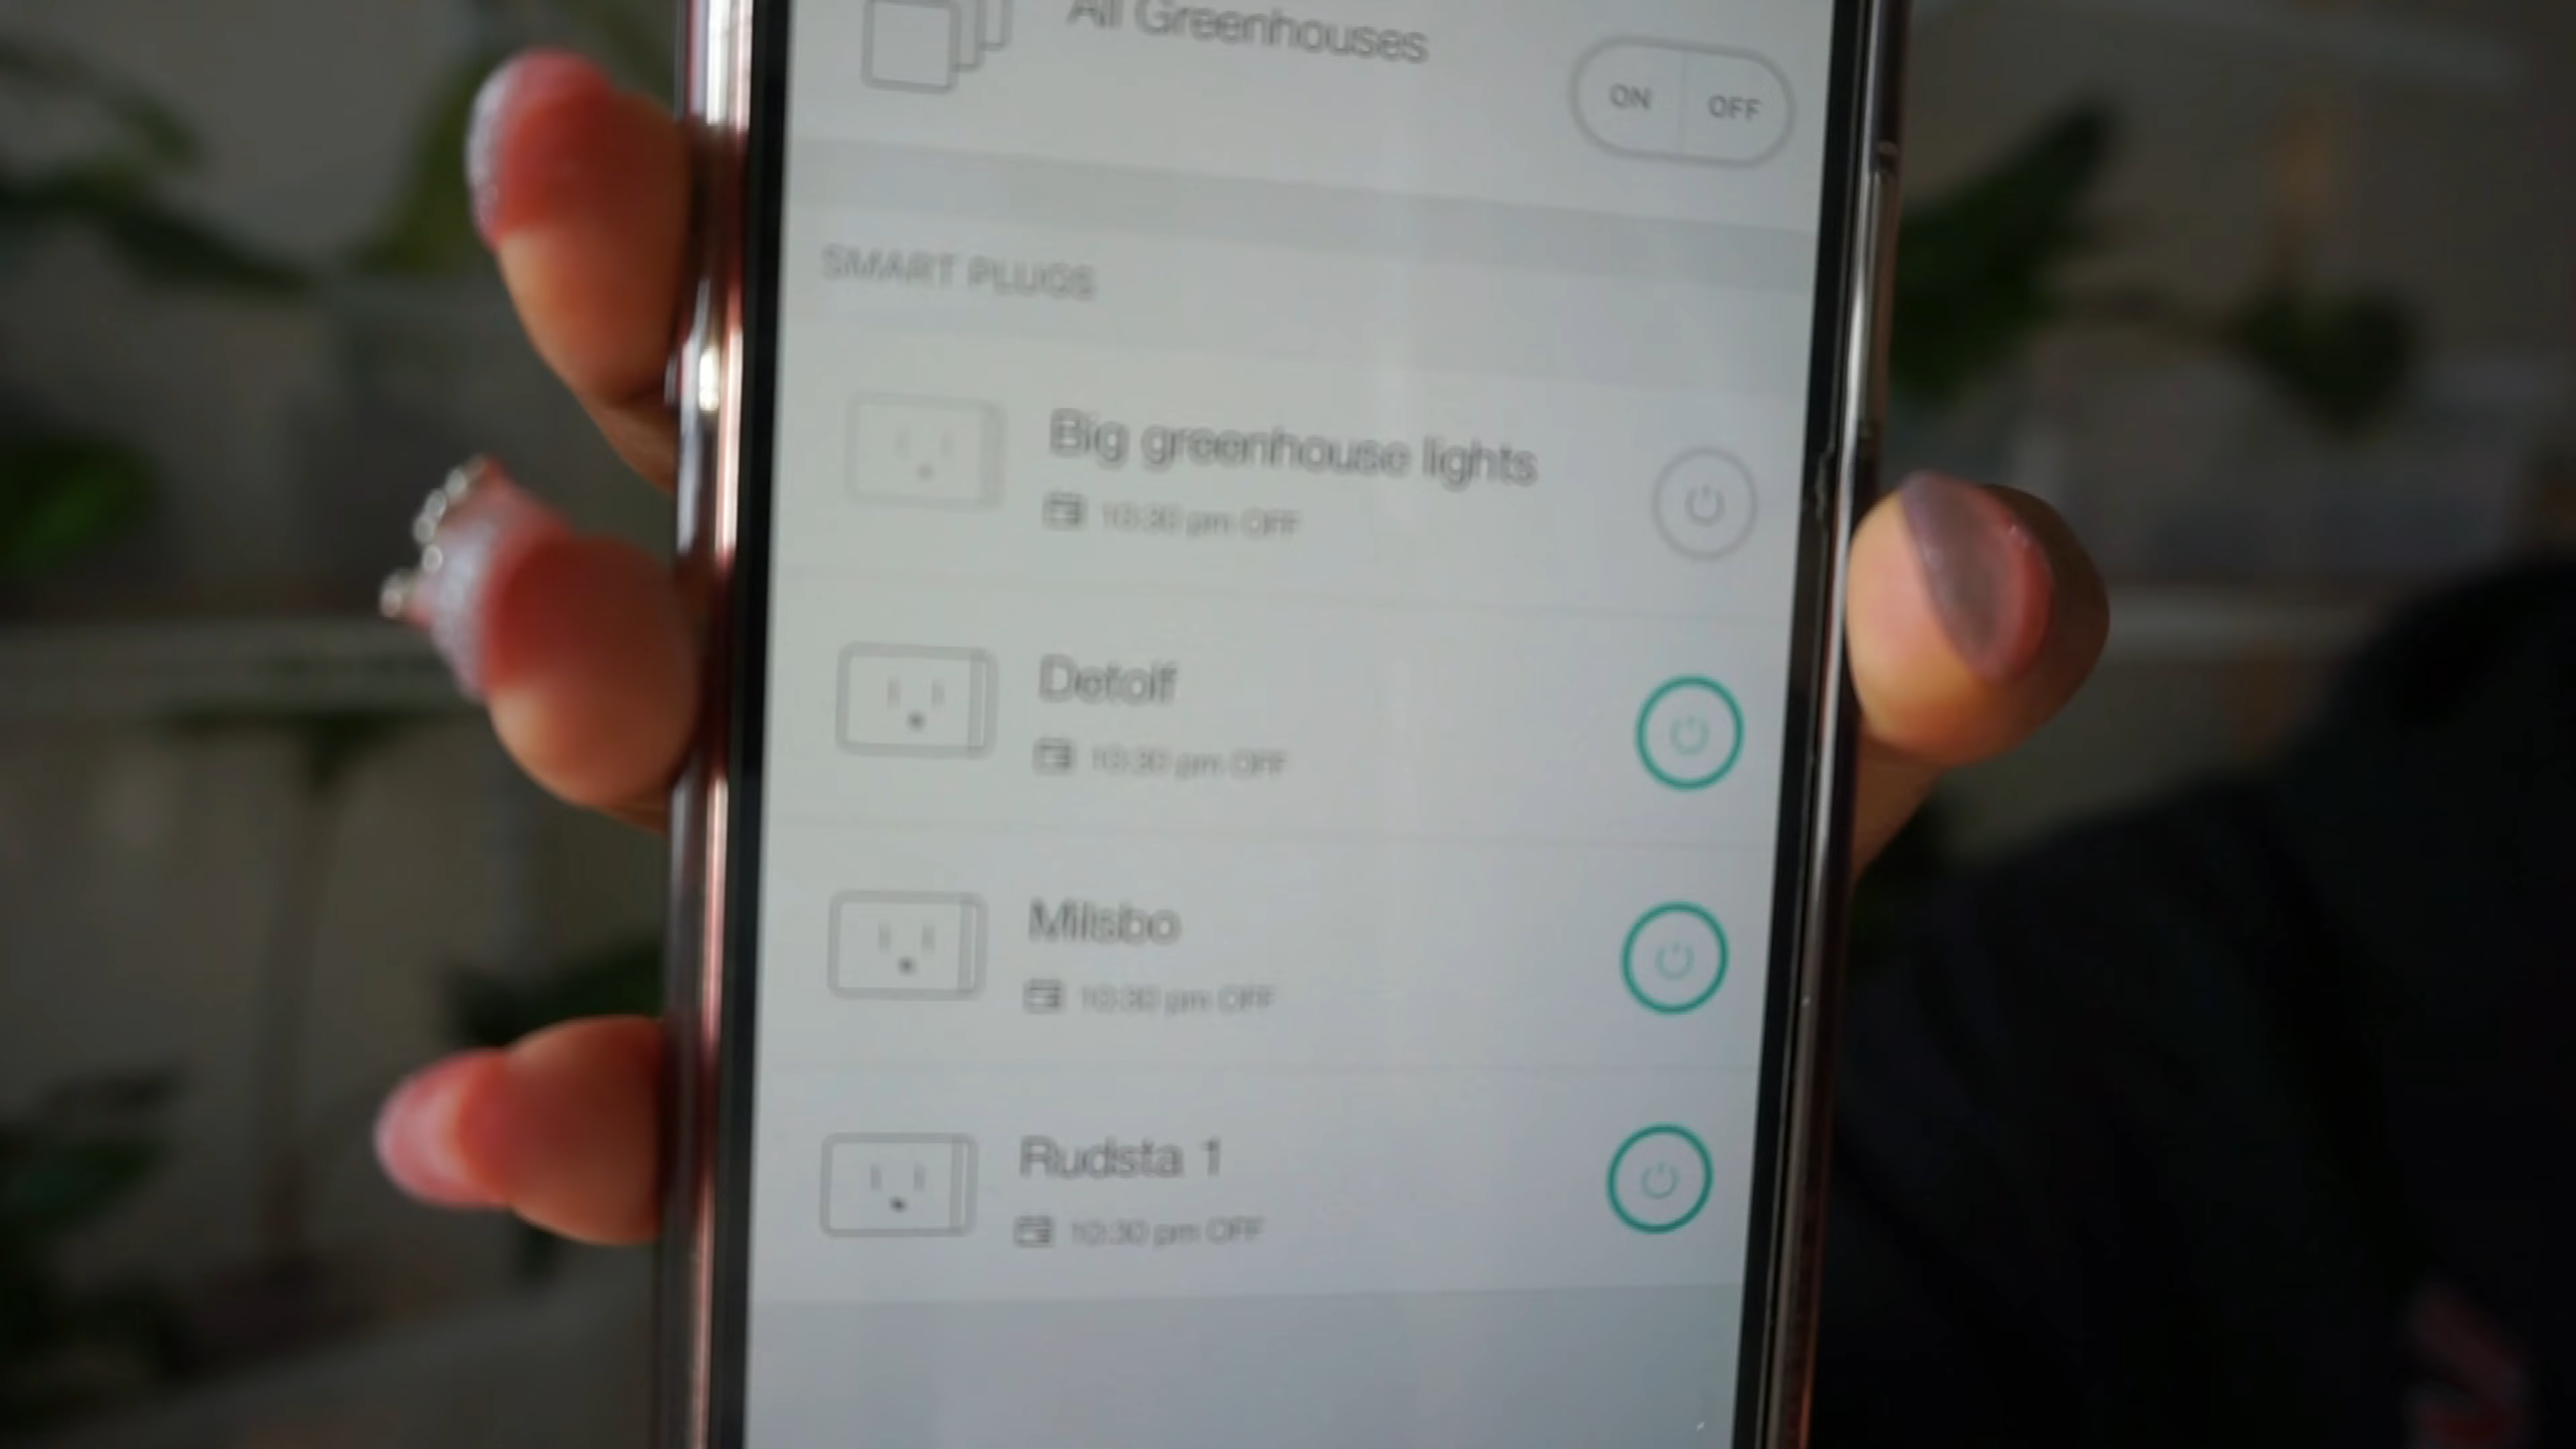 All Greenhouses
ON OFF
SMART PLUGS
Big greenhouse lights
10:30 pm OFF
Detolf
10:30 pm OFF
Milsbo
10:30 pm OFF
Rudsta 1
10:30 pm OFF